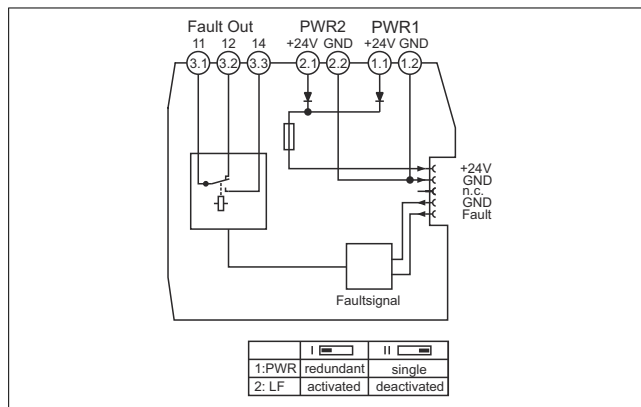 Fault Out PWR2 PWR1
11 12 14 +24V GND +24V GND
3.1 3.2 3.3 2.1 2.2 1.1 1.2
+24V
GND
n.c.
GND
Fault
Faultsignal
I II
1:PWR redundant single
2: LF activated deactivated